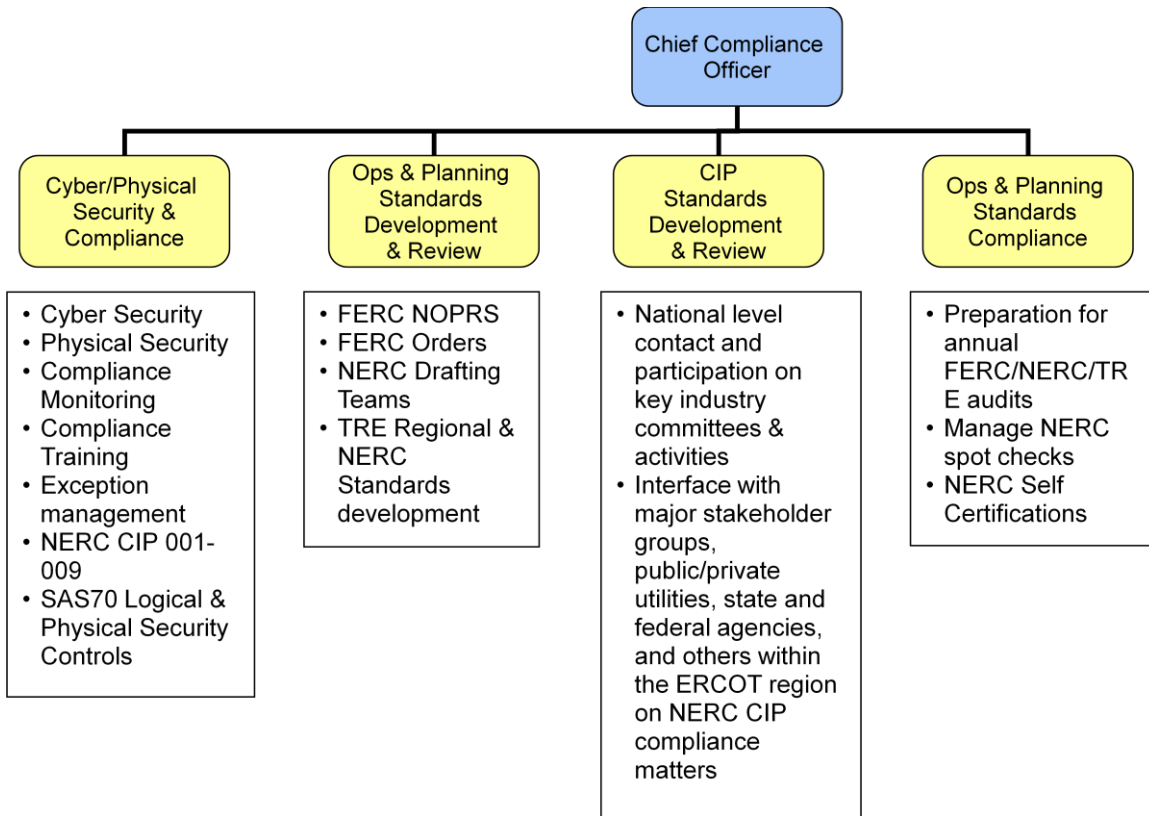 Chief Compliance
Officer
Cyber/Physical
Security &
Compliance
Ops & Planning
Standards
Development
& Review
CIP
Standards
Development
& Review
Ops & Planning
Standards
Compliance
• Cyber Security
• Physical Security
• Compliance
Monitoring
• Compliance
Training
• Exception
management
• NERC CIP 001-
009
• SAS70 Logical &
Physical Security
Controls
• FERC NOPRS
• FERC Orders
• NERC Drafting
Teams
• TRE Regional &
NERC
Standards
development
• National level
contact and
participation on
key industry
committees &
activities
• Interface with
major stakeholder
groups,
public/private
utilities, state and
federal agencies,
and others within
the ERCOT region
on NERC CIP
compliance
matters
• Preparation for
annual
FERC/NERC/TR
E audits
• Manage NERC
spot checks
• NERC Self
Certifications